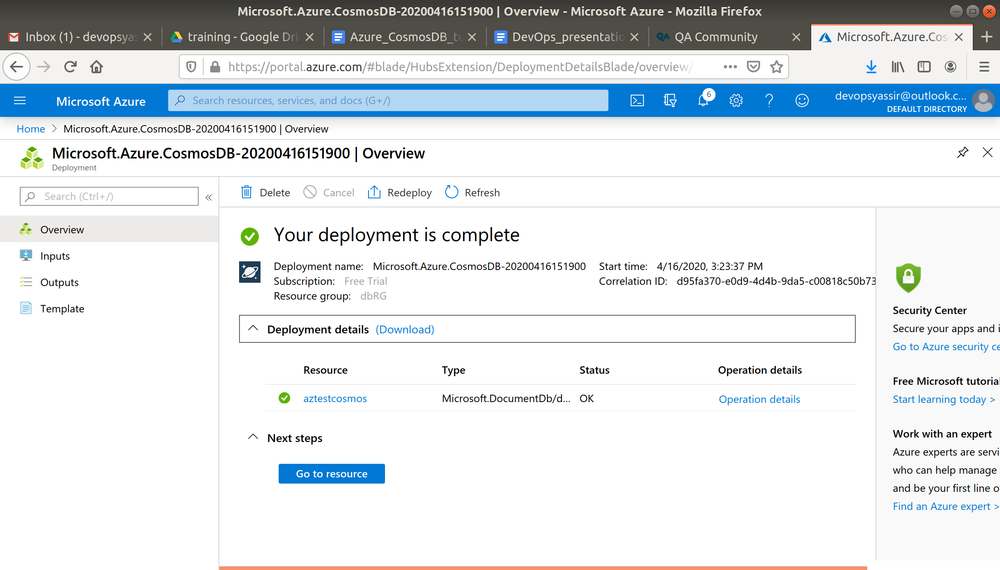 Microsoft.Azure.CosmosDB-20200416151900 | Overview - Microsoft Azure - Mozilla Firefox
Inbox (1) - devopsyas
training - Google Dri
Azure_CosmosDB_tu
DevOps_presentatio
QA Community
Microsoft.Azure.Cos
https://portal.azure.com/#blade/HubsExtension/DeploymentDetailsBlade/overview/
Microsoft Azure
Search resources, services, and docs (G+/)
6
devopsyassir@outlook.c...
DEFAULT DIRECTORY
Home > Microsoft.Azure.CosmosDB-20200416151900 | Overview
Microsoft.Azure.CosmosDB-20200416151900 | Overview
Deployment
Search (Ctrl+/)
«
Overview
Inputs
Outputs
Template
Delete
Cancel
Redeploy
Refresh
Your deployment is complete
Deployment name: Microsoft.Azure.CosmosDB-20200416151900
Subscription: Free Trial
Resource group: dbRG
Start time: 4/16/2020, 3:23:37 PM
Correlation ID: d95fa370-e0d9-4d4b-9da5-c00818c50b73
Deployment details (Download)
Resource Type Status Operation details
aztestcosmos Microsoft.DocumentDb/d... OK Operation details
Next steps
Go to resource
Security Center
Secure your apps and i
Go to Azure security ce
Free Microsoft tutorial
Start learning today >
Work with an expert
Azure experts are servi
who can help manage
and be your first line o
Find an Azure expert >